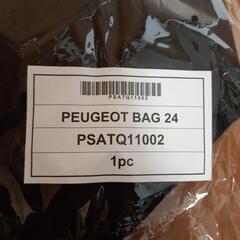 PSATQ11002
PEUGEOT BAG 24
PSATQ11002
1pc